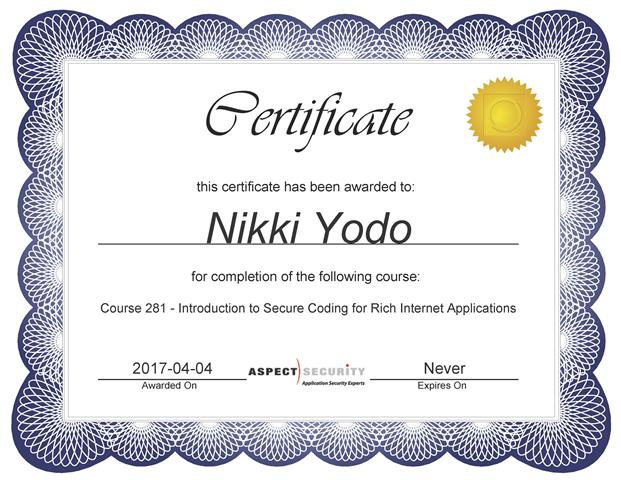 Certificate
this certificate has been awarded to:
Nikki Yodo
for completion of the following course:
Course 281 - Introduction to Secure Coding for Rich Internet Applications
2017-04-04 ASPECT SECURITY Never
Awarded On Application Security Experts Expires On